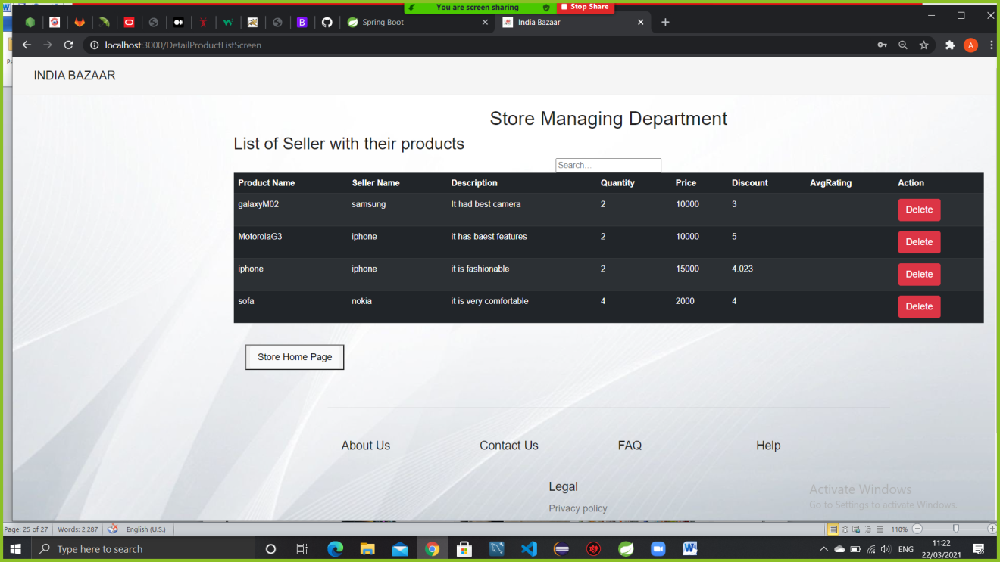 You are screen sharing
Stop Share
Spring Boot
India Bazaar
localhost:3000/DetailProductListScreen
A
INDIA BAZAAR
Store Managing Department
List of Seller with their products
Search...
Product Name Seller Name Description Quantity Price Discount AvgRating Action
galaxyM02 samsung It had best camera 2 10000 3 Delete
MotorolaG3 iphone it has baest features 2 10000 5 Delete
iphone iphone it is fashionable 2 15000 4.023 Delete
sofa nokia it is very comfortable 4 2000 4 Delete
Store Home Page
About Us Contact Us FAQ Help
Legal
Privacy policy
Activate Windows
Go to Settings to activate Windows.
Page: 25 of 27 Words: 2,287 English (U.S.) 110%
Type here to search
ENG
11:22
22/03/2021